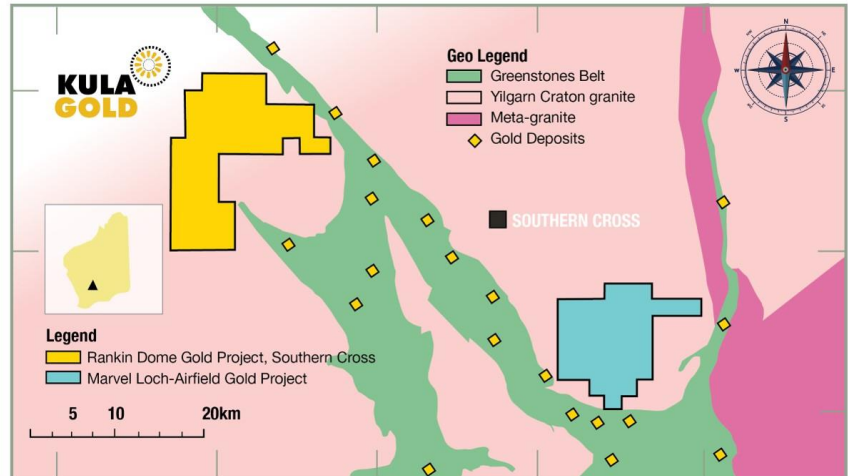 KULA
GOLD
Geo Legend
Greenstones Belt
Yilgarn Craton granite
Meta-granite
Gold Deposits
N
W
E
S
SOUTHERN CROSS
Legend
Rankin Dome Gold Project, Southern Cross
Marvel Loch-Airfield Gold Project
5 10 20km